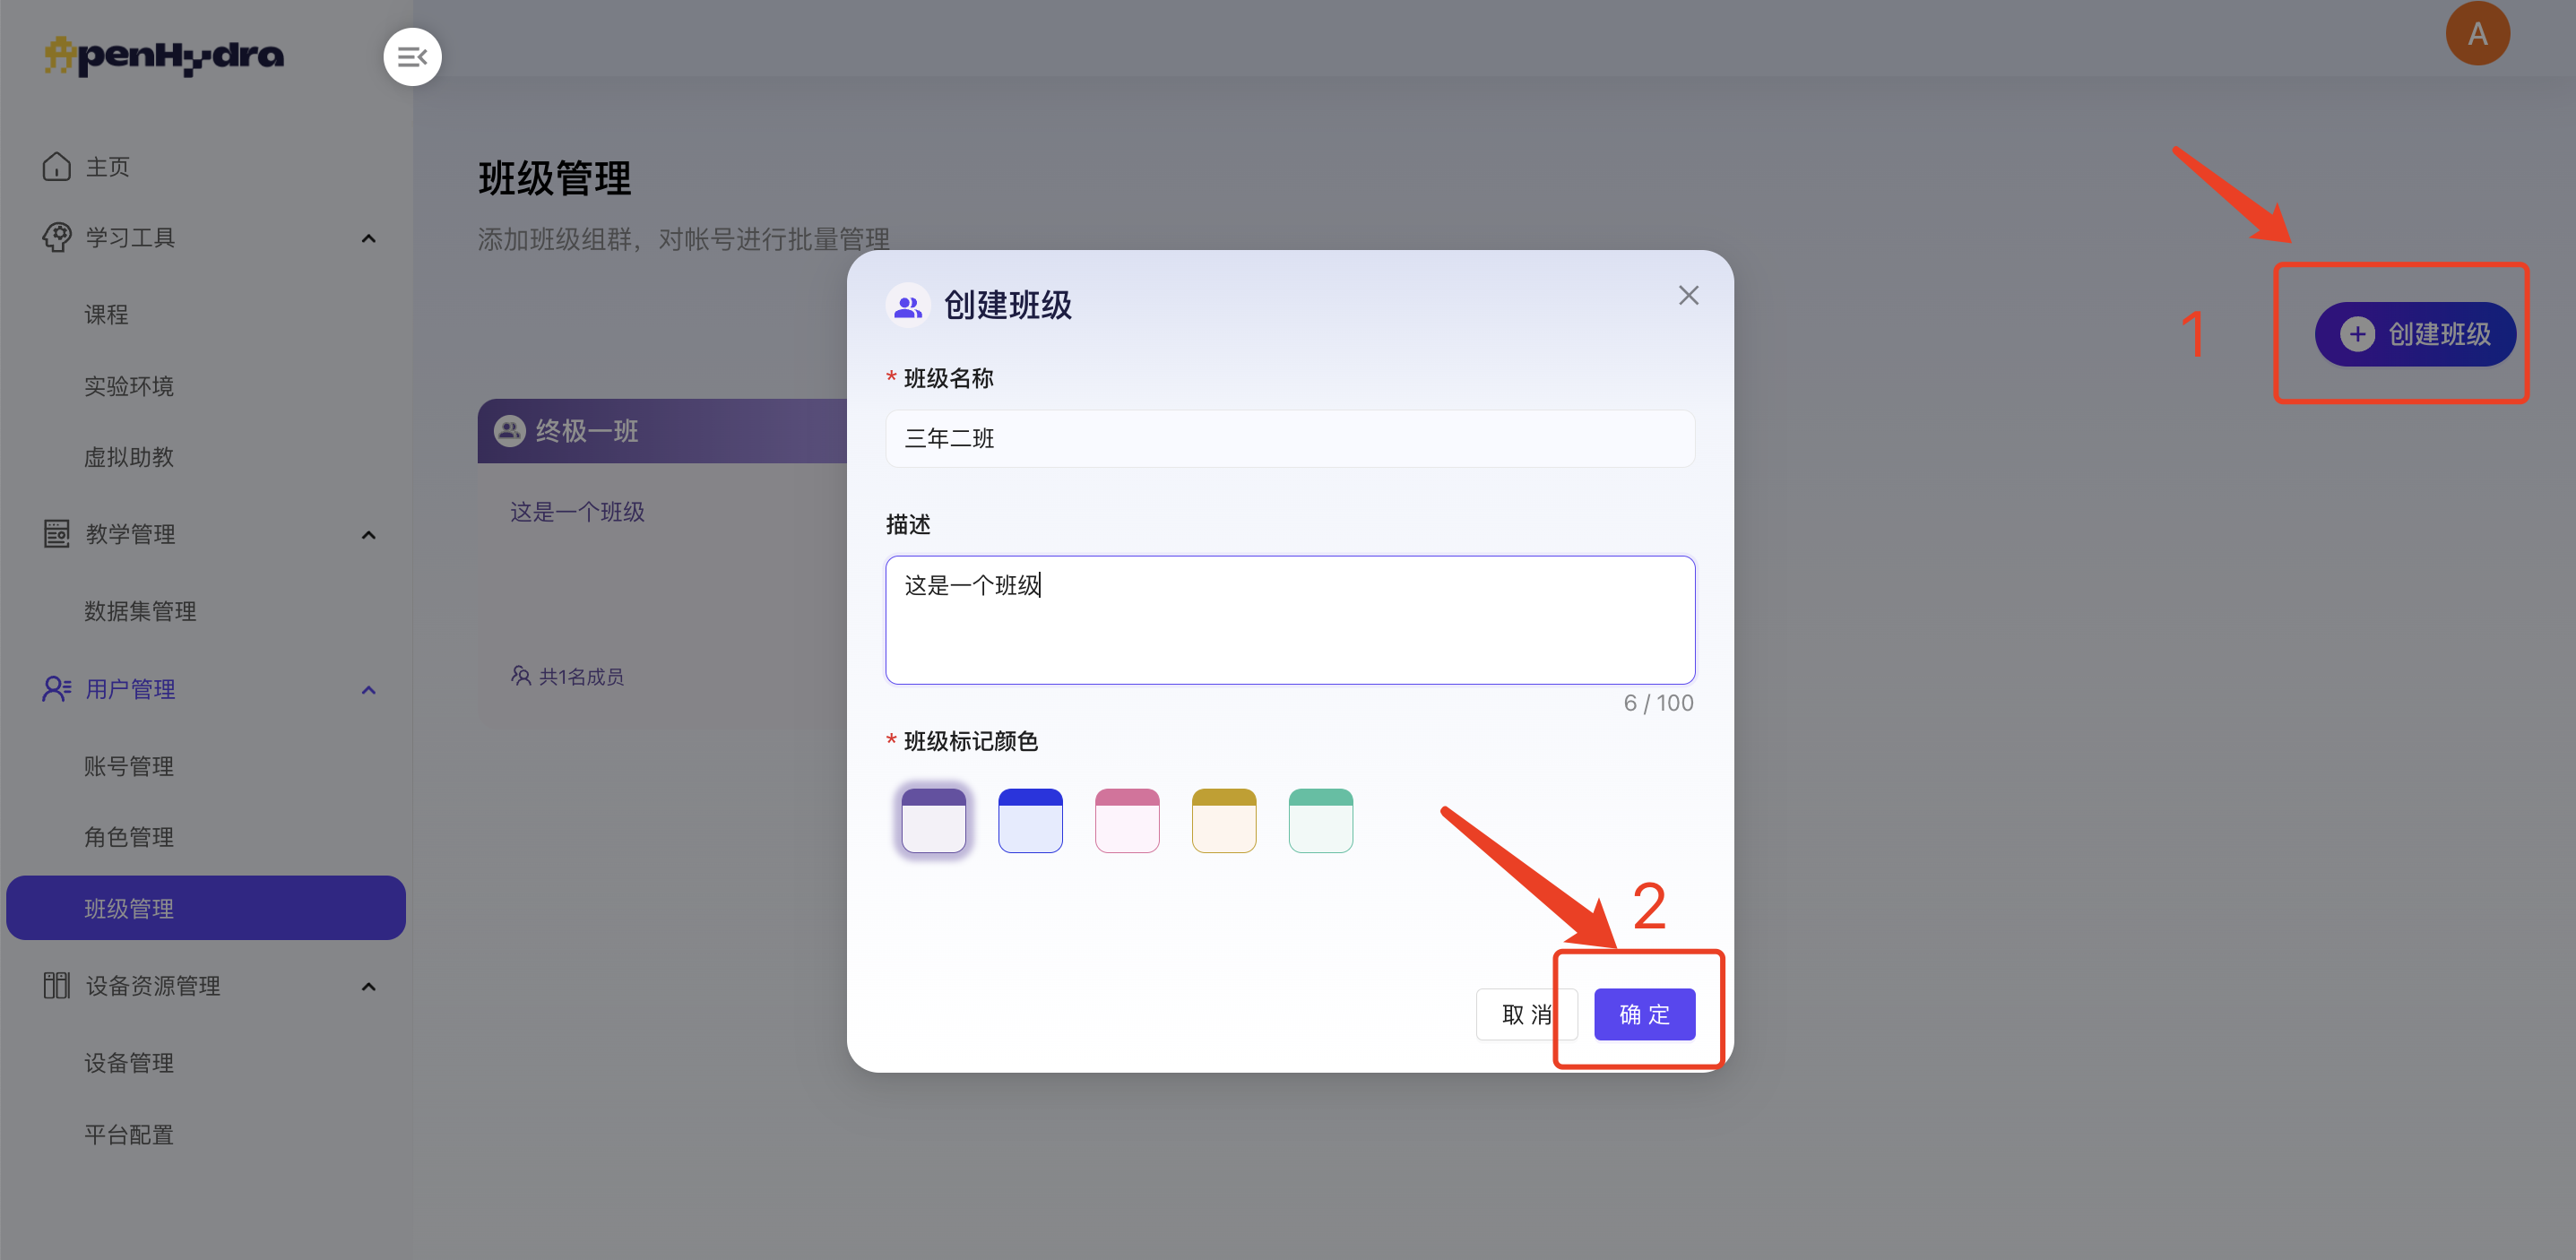 OpenHydra
A
主页
学习工具
课程
实验环境
虚拟助教
教学管理
数据集管理
用户管理
账号管理
角色管理
班级管理
设备资源管理
设备管理
平台配置
班级管理
添加班级组群，对帐号进行批量管理
1
创建班级
终极一班
这是一个班级
共1名成员
创建班级
* 班级名称
三年二班
描述
这是一个班级
6 / 100
* 班级标记颜色
2
取 消
确 定